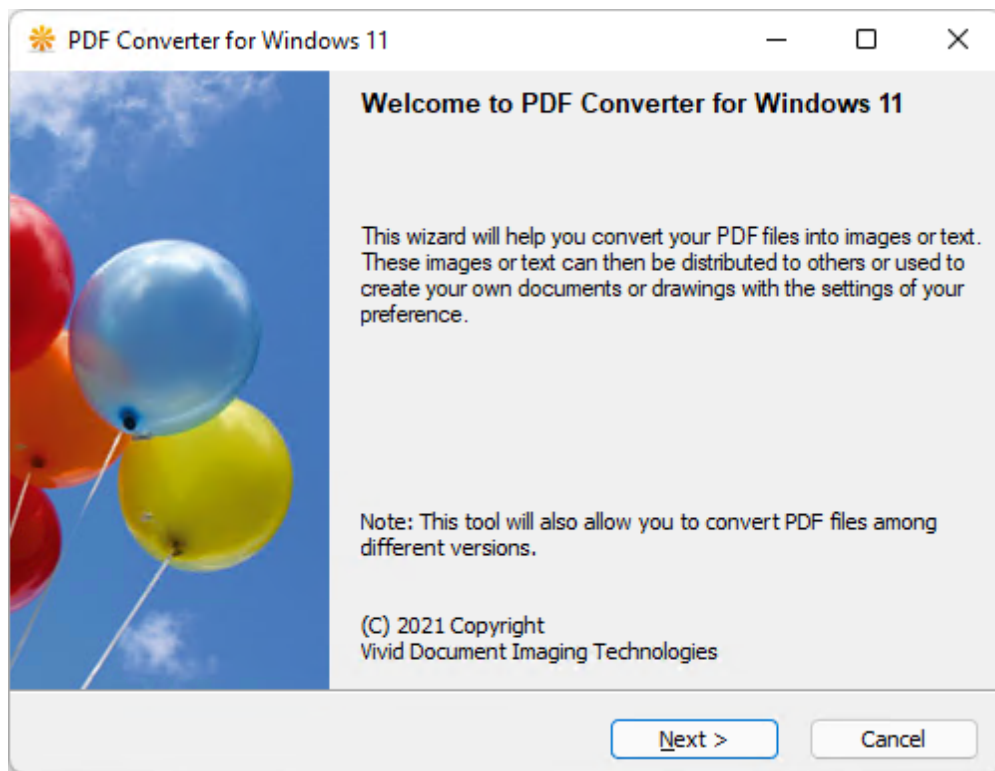 PDF Converter for Windows 11
Welcome to PDF Converter for Windows 11
This wizard will help you convert your PDF files into images or text.
These images or text can then be distributed to others or used to
create your own documents or drawings with the settings of your
preference.
Note: This tool will also allow you to convert PDF files among
different versions.
(C) 2021 Copyright
Vivid Document Imaging Technologies
Next >
Cancel